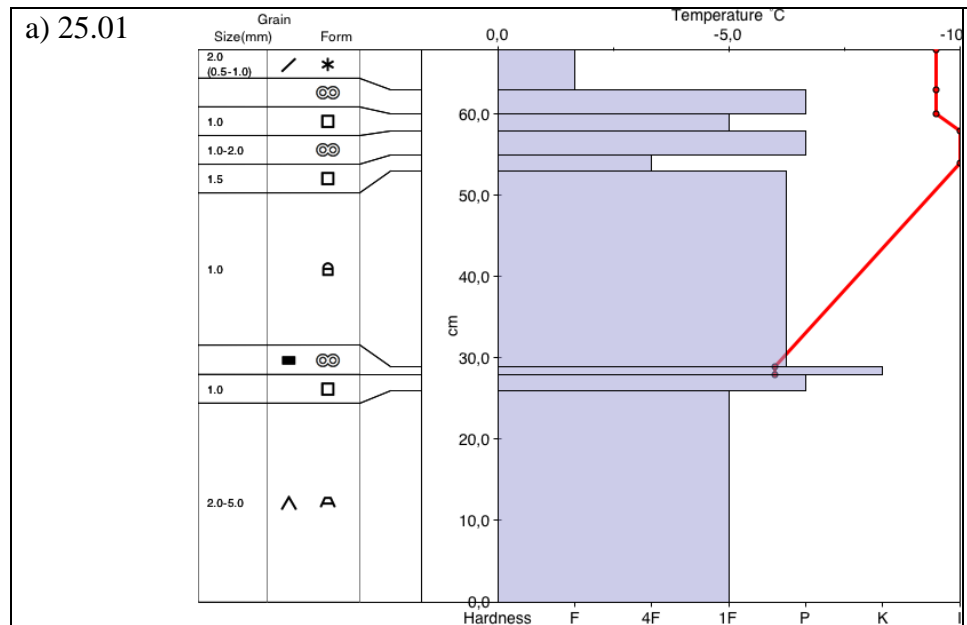 a) 25.01
Grain
Size(mm) Form
Temperature °C
0,0 -5,0 -10
2.0
(0.5-1.0)
60,0
1.0
1.0-2.0
1.5
50,0
1.0
40,0
cm
30,0
1.0
20,0
2.0-5.0
10,0
0,0
Hardness F 4F 1F P K I